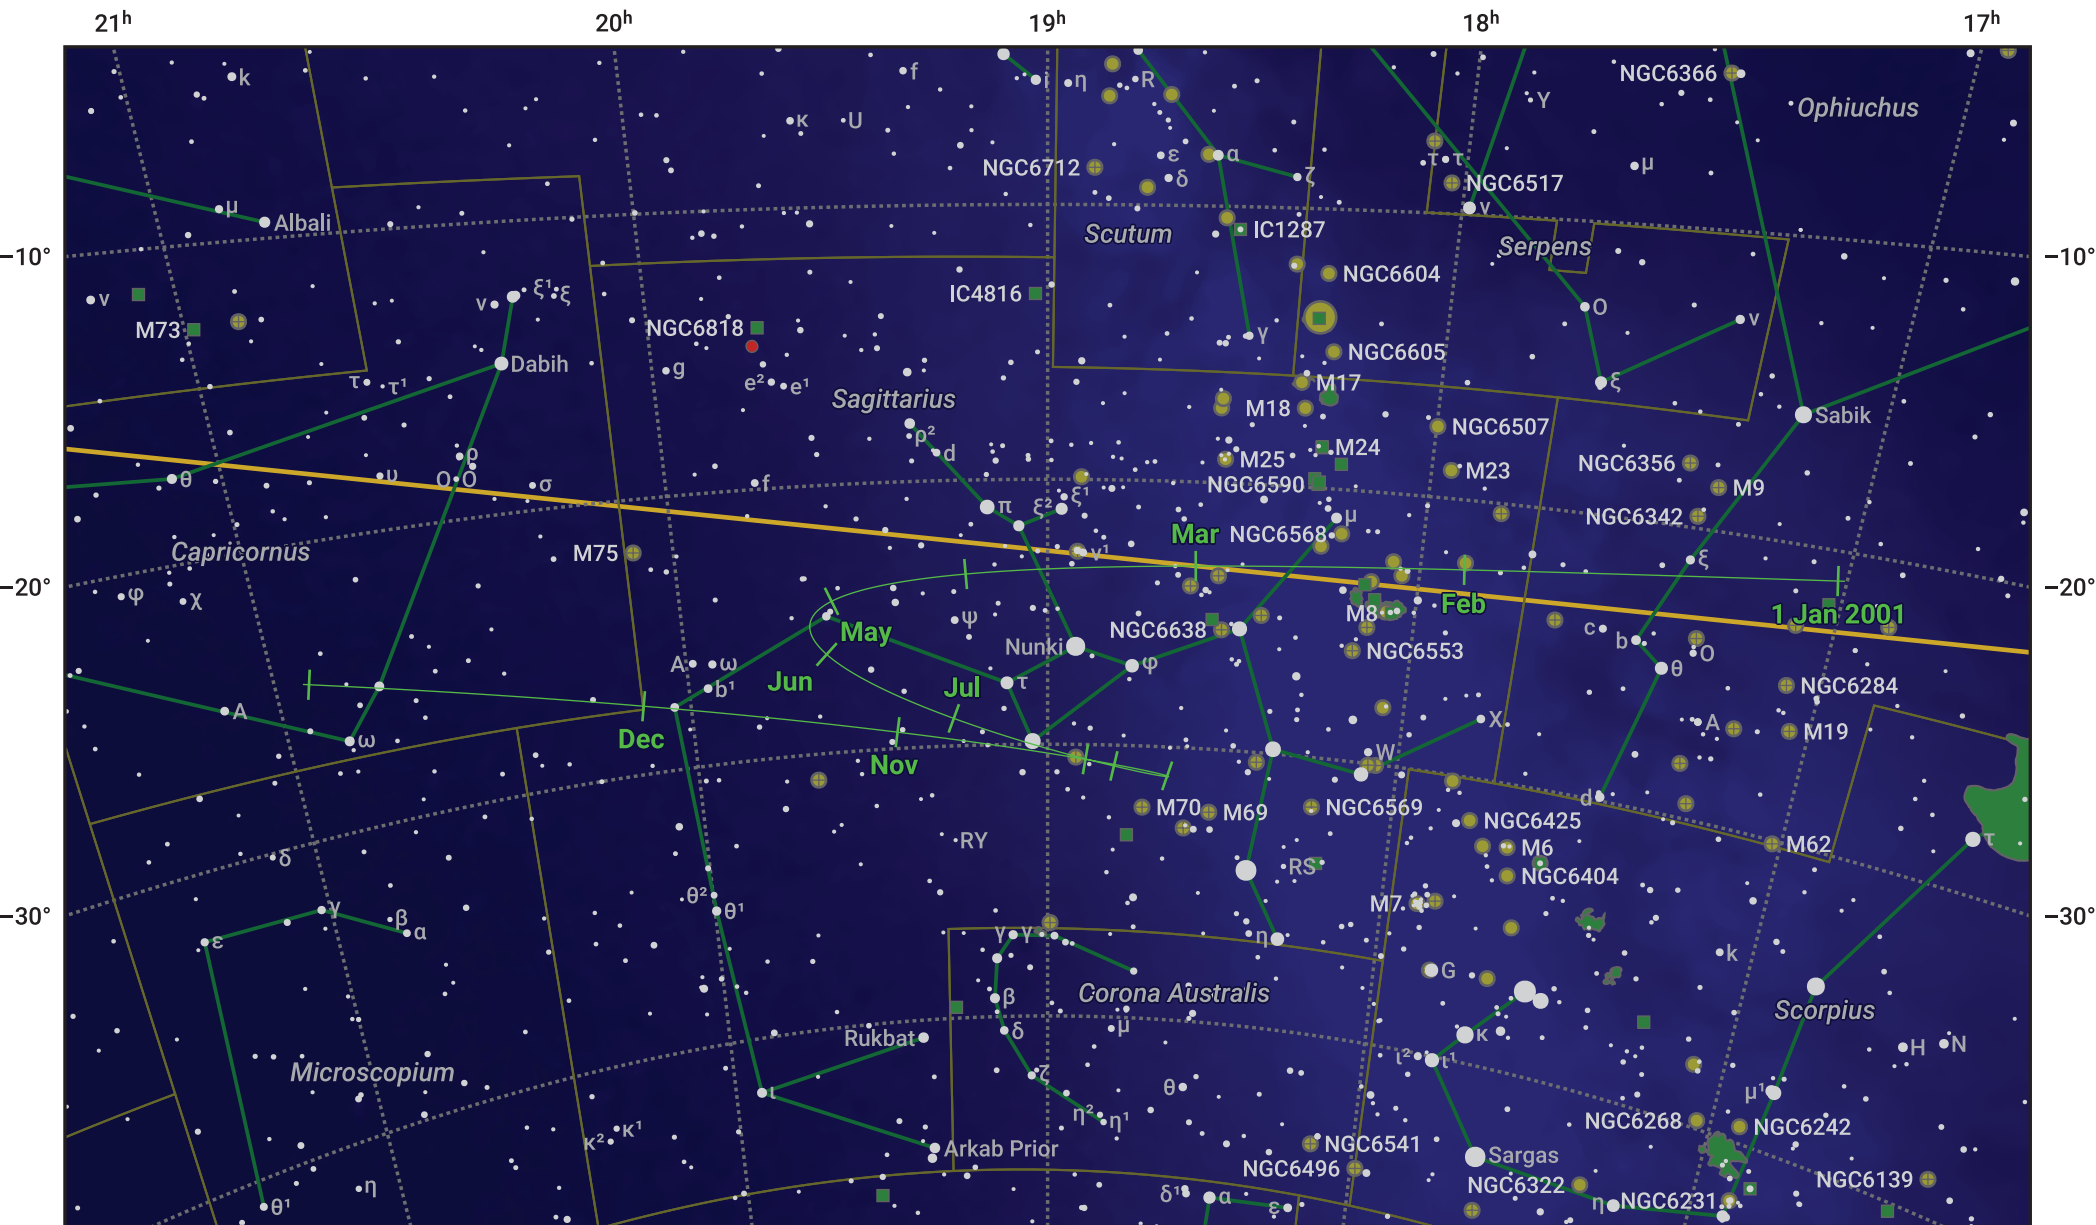 21h 20h 19h 18h 17h
k f i η R NGC6366 Ophiuchus
κ U γ
NGC6712 ε δ α ζ τ τ μ
NGC6517
μ Albali ν
Scutum IC1287 Serpens
−10° −10°
ν ξ¹ ξ ν IC4816 NGC6604
M73 NGC6818 γ O ν
Dabih g NGC6605
τ τ¹ e² e¹ M17 ξ
Sagittarius M18 Sabik
ρ² NGC6507
ρ d M24
θ υ O O σ f M25 M23 NGC6356
NGC6590 M9
π ξ² ξ¹ μ NGC6342
Capricornus M75 ν¹ Mar NGC6568 ξ
−20° −20°
φ χ ψ M8 Feb 1 Jan 2001
May Nunki NGC6638 c b O
A ω φ NGC6553 θ
b¹ Jun τ Jul NGC6284
A X A M19
ω Dec Nov W
M70 M69 NGC6569 d
NGC6425
RY M6 M62 τ
δ RS NGC6404
θ² θ¹ M7
−30° −30°
γ β α
ε γ γ η k
G
β Corona Australis Scorpius
δ μ κ
Rukbat ι² ι¹ H N
Microscopium ζ θ μ¹
ι η² η¹ NGC6268 NGC6242
κ² κ¹ Arkab Prior NGC6541 Sargas
NGC6496 NGC6139
η δ¹ α NGC6322
θ¹ ε η NGC6231